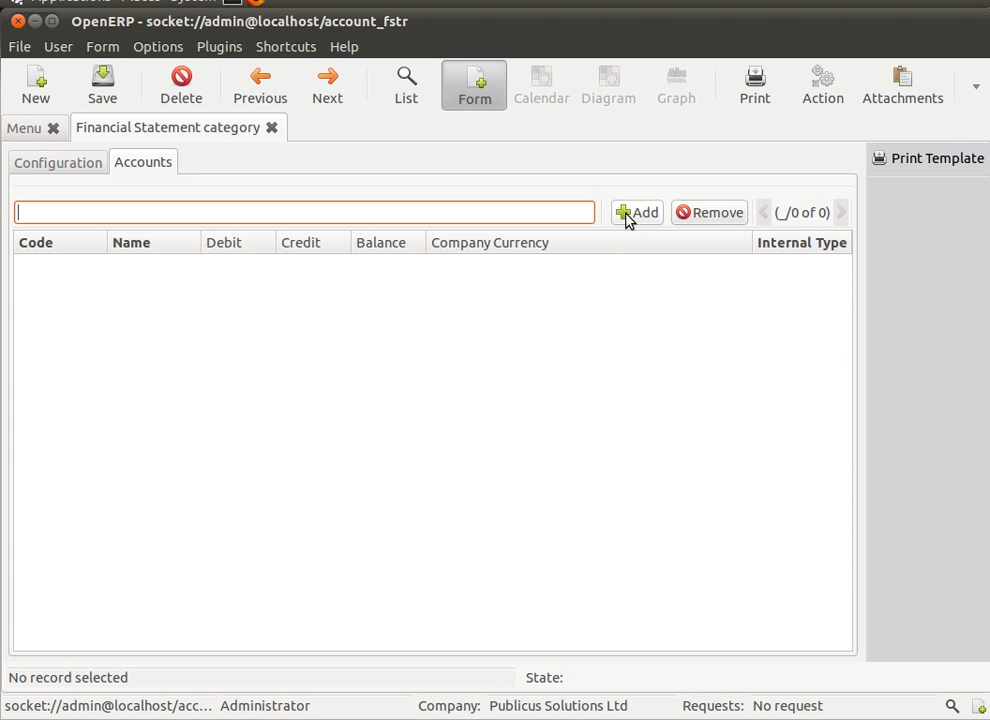 OpenERP - socket://admin@localhost/account_fstr
File User Form Options Plugins Shortcuts Help
New Save Delete Previous Next List Form Calendar Diagram Abc Graph Print Action Attachments
Menu Financial Statement category
Configuration Accounts
Print Template
Add Remove (_/0 of 0)
Code Name Debit Credit Balance Company Currency Internal Type
No record selected State:
socket://admin@localhost/acc... Administrator Company: Publicus Solutions Ltd Requests: No request